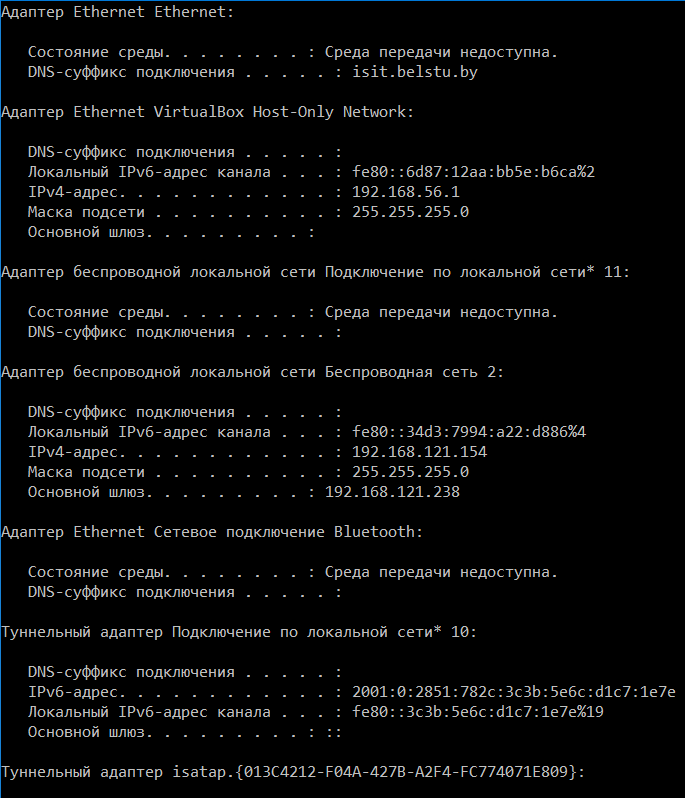 Адаптер Ethernet Ethernet:
Состояние среды. . . . . . . . : Среда передачи недоступна.
DNS-суффикс подключения . . . . . : isit.belstu.by
Адаптер Ethernet VirtualBox Host-Only Network:
DNS-суффикс подключения . . . . . :
Локальный IPv6-адрес канала . . . : fe80::6d87:12aa:bb5e:b6ca%2
IPv4-адрес. . . . . . . . . . . . : 192.168.56.1
Маска подсети . . . . . . . . . . : 255.255.255.0
Основной шлюз. . . . . . . . . :
Адаптер беспроводной локальной сети Подключение по локальной сети* 11:
Состояние среды. . . . . . . . : Среда передачи недоступна.
DNS-суффикс подключения . . . . . :
Адаптер беспроводной локальной сети Беспроводная сеть 2:
DNS-суффикс подключения . . . . . :
Локальный IPv6-адрес канала . . . : fe80::34d3:7994:a22:d886%4
IPv4-адрес. . . . . . . . . . . . : 192.168.121.154
Маска подсети . . . . . . . . . . : 255.255.255.0
Основной шлюз. . . . . . . . . : 192.168.121.238
Адаптер Ethernet Сетевое подключение Bluetooth:
Состояние среды. . . . . . . . : Среда передачи недоступна.
DNS-суффикс подключения . . . . . :
Туннельный адаптер Подключение по локальной сети* 10:
DNS-суффикс подключения . . . . . :
IPv6-адрес. . . . . . . . . . . . : 2001:0:2851:782c:3c3b:5e6c:d1c7:1e7e
Локальный IPv6-адрес канала . . . : fe80::3c3b:5e6c:d1c7:1e7e%19
Основной шлюз. . . . . . . . . : ::
Туннельный адаптер isatap.{013C4212-F04A-427B-A2F4-FC774071E809}: